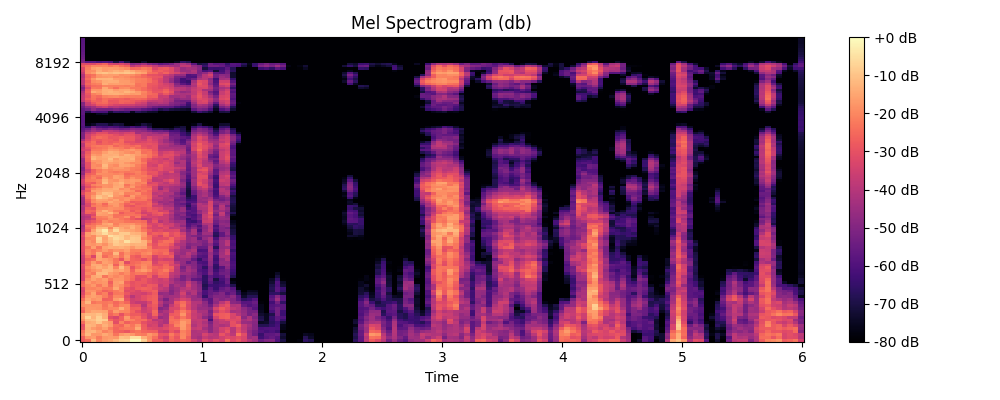 Mel Spectrogram (db)
Hz
8192
4096
2048
1024
512
0
0 1 2 3 4 5 6
Time
+0 dB
-10 dB
-20 dB
-30 dB
-40 dB
-50 dB
-60 dB
-70 dB
-80 dB